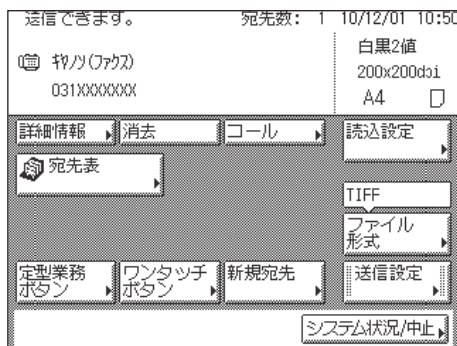 送信できます。 宛先数: 1 10/12/01 10:50
ｷﾔﾉﾝ(ﾌｧｸｽ)
031XXXXXXX
白黒2値
200x200dpi
A4
詳細情報 消去 コール 読込設定
宛先表
TIFF
ファイル
形式
定型業務
ボタン
ワンタッチ
ボタン
新規宛先
送信設定
システム状況/中止